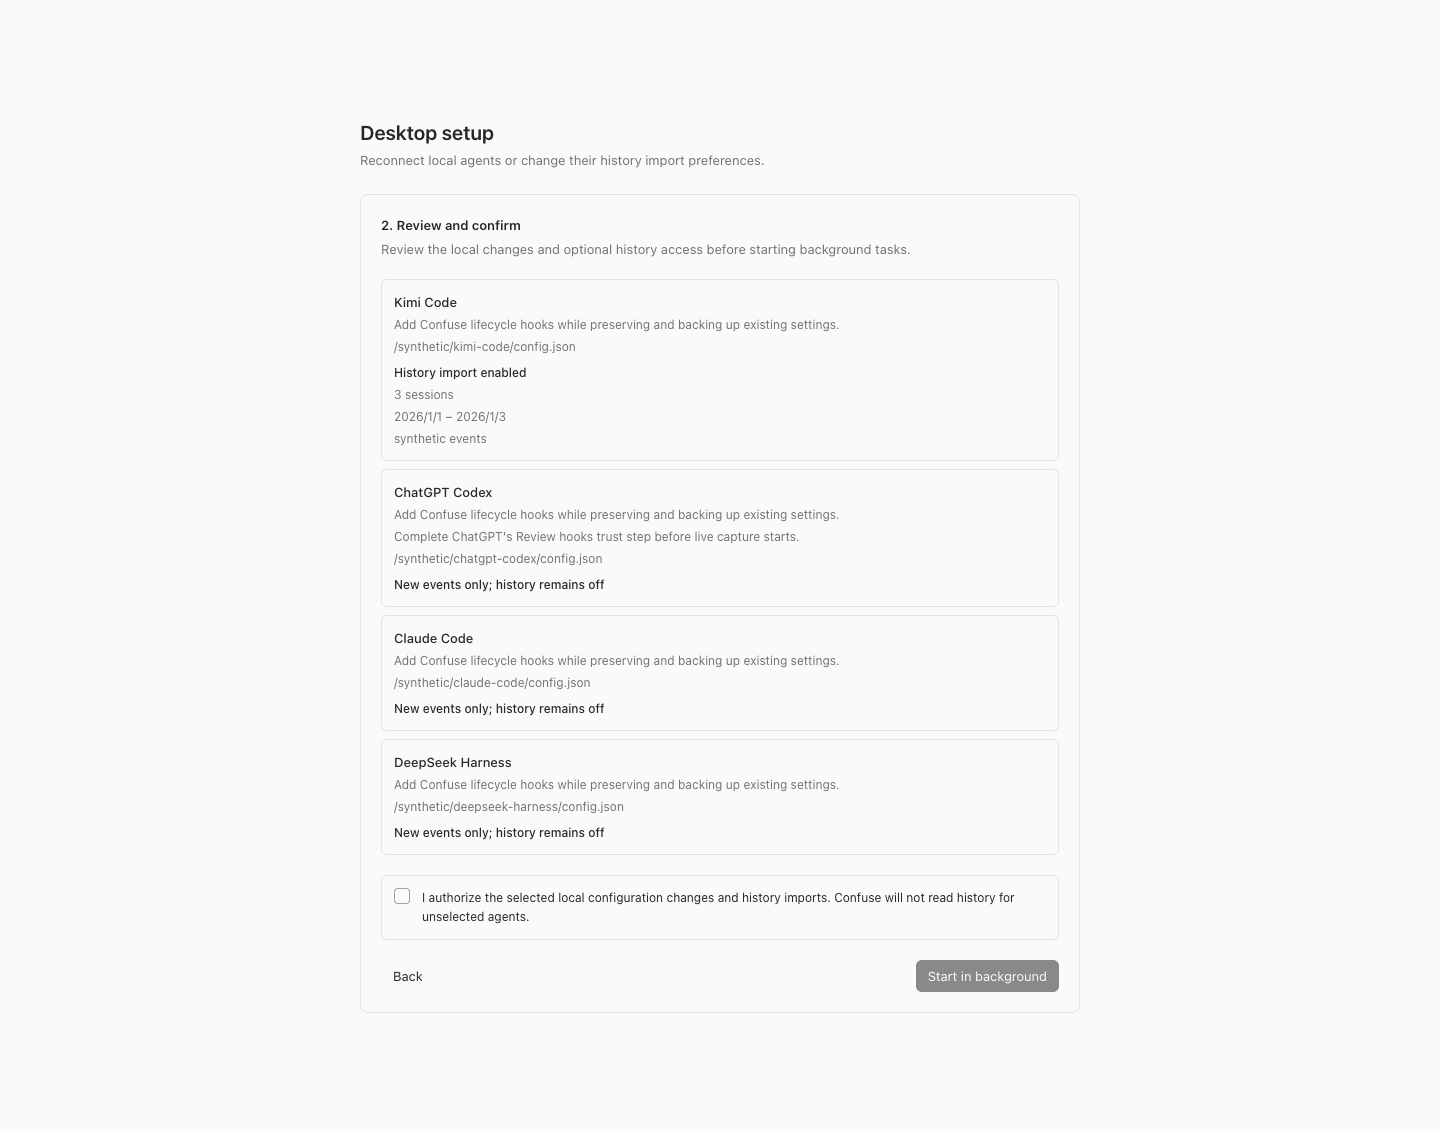 Desktop setup
Reconnect local agents or change their history import preferences.
2. Review and confirm
Review the local changes and optional history access before starting background tasks.
Kimi Code
Add Confuse lifecycle hooks while preserving and backing up existing settings.
/synthetic/kimi-code/config.json
History import enabled
3 sessions
2026/1/1 – 2026/1/3
synthetic events
ChatGPT Codex
Add Confuse lifecycle hooks while preserving and backing up existing settings.
Complete ChatGPT's Review hooks trust step before live capture starts.
/synthetic/chatgpt-codex/config.json
New events only; history remains off
Claude Code
Add Confuse lifecycle hooks while preserving and backing up existing settings.
/synthetic/claude-code/config.json
New events only; history remains off
DeepSeek Harness
Add Confuse lifecycle hooks while preserving and backing up existing settings.
/synthetic/deepseek-harness/config.json
New events only; history remains off
I authorize the selected local configuration changes and history imports. Confuse will not read history for
unselected agents.
Back
Start in background